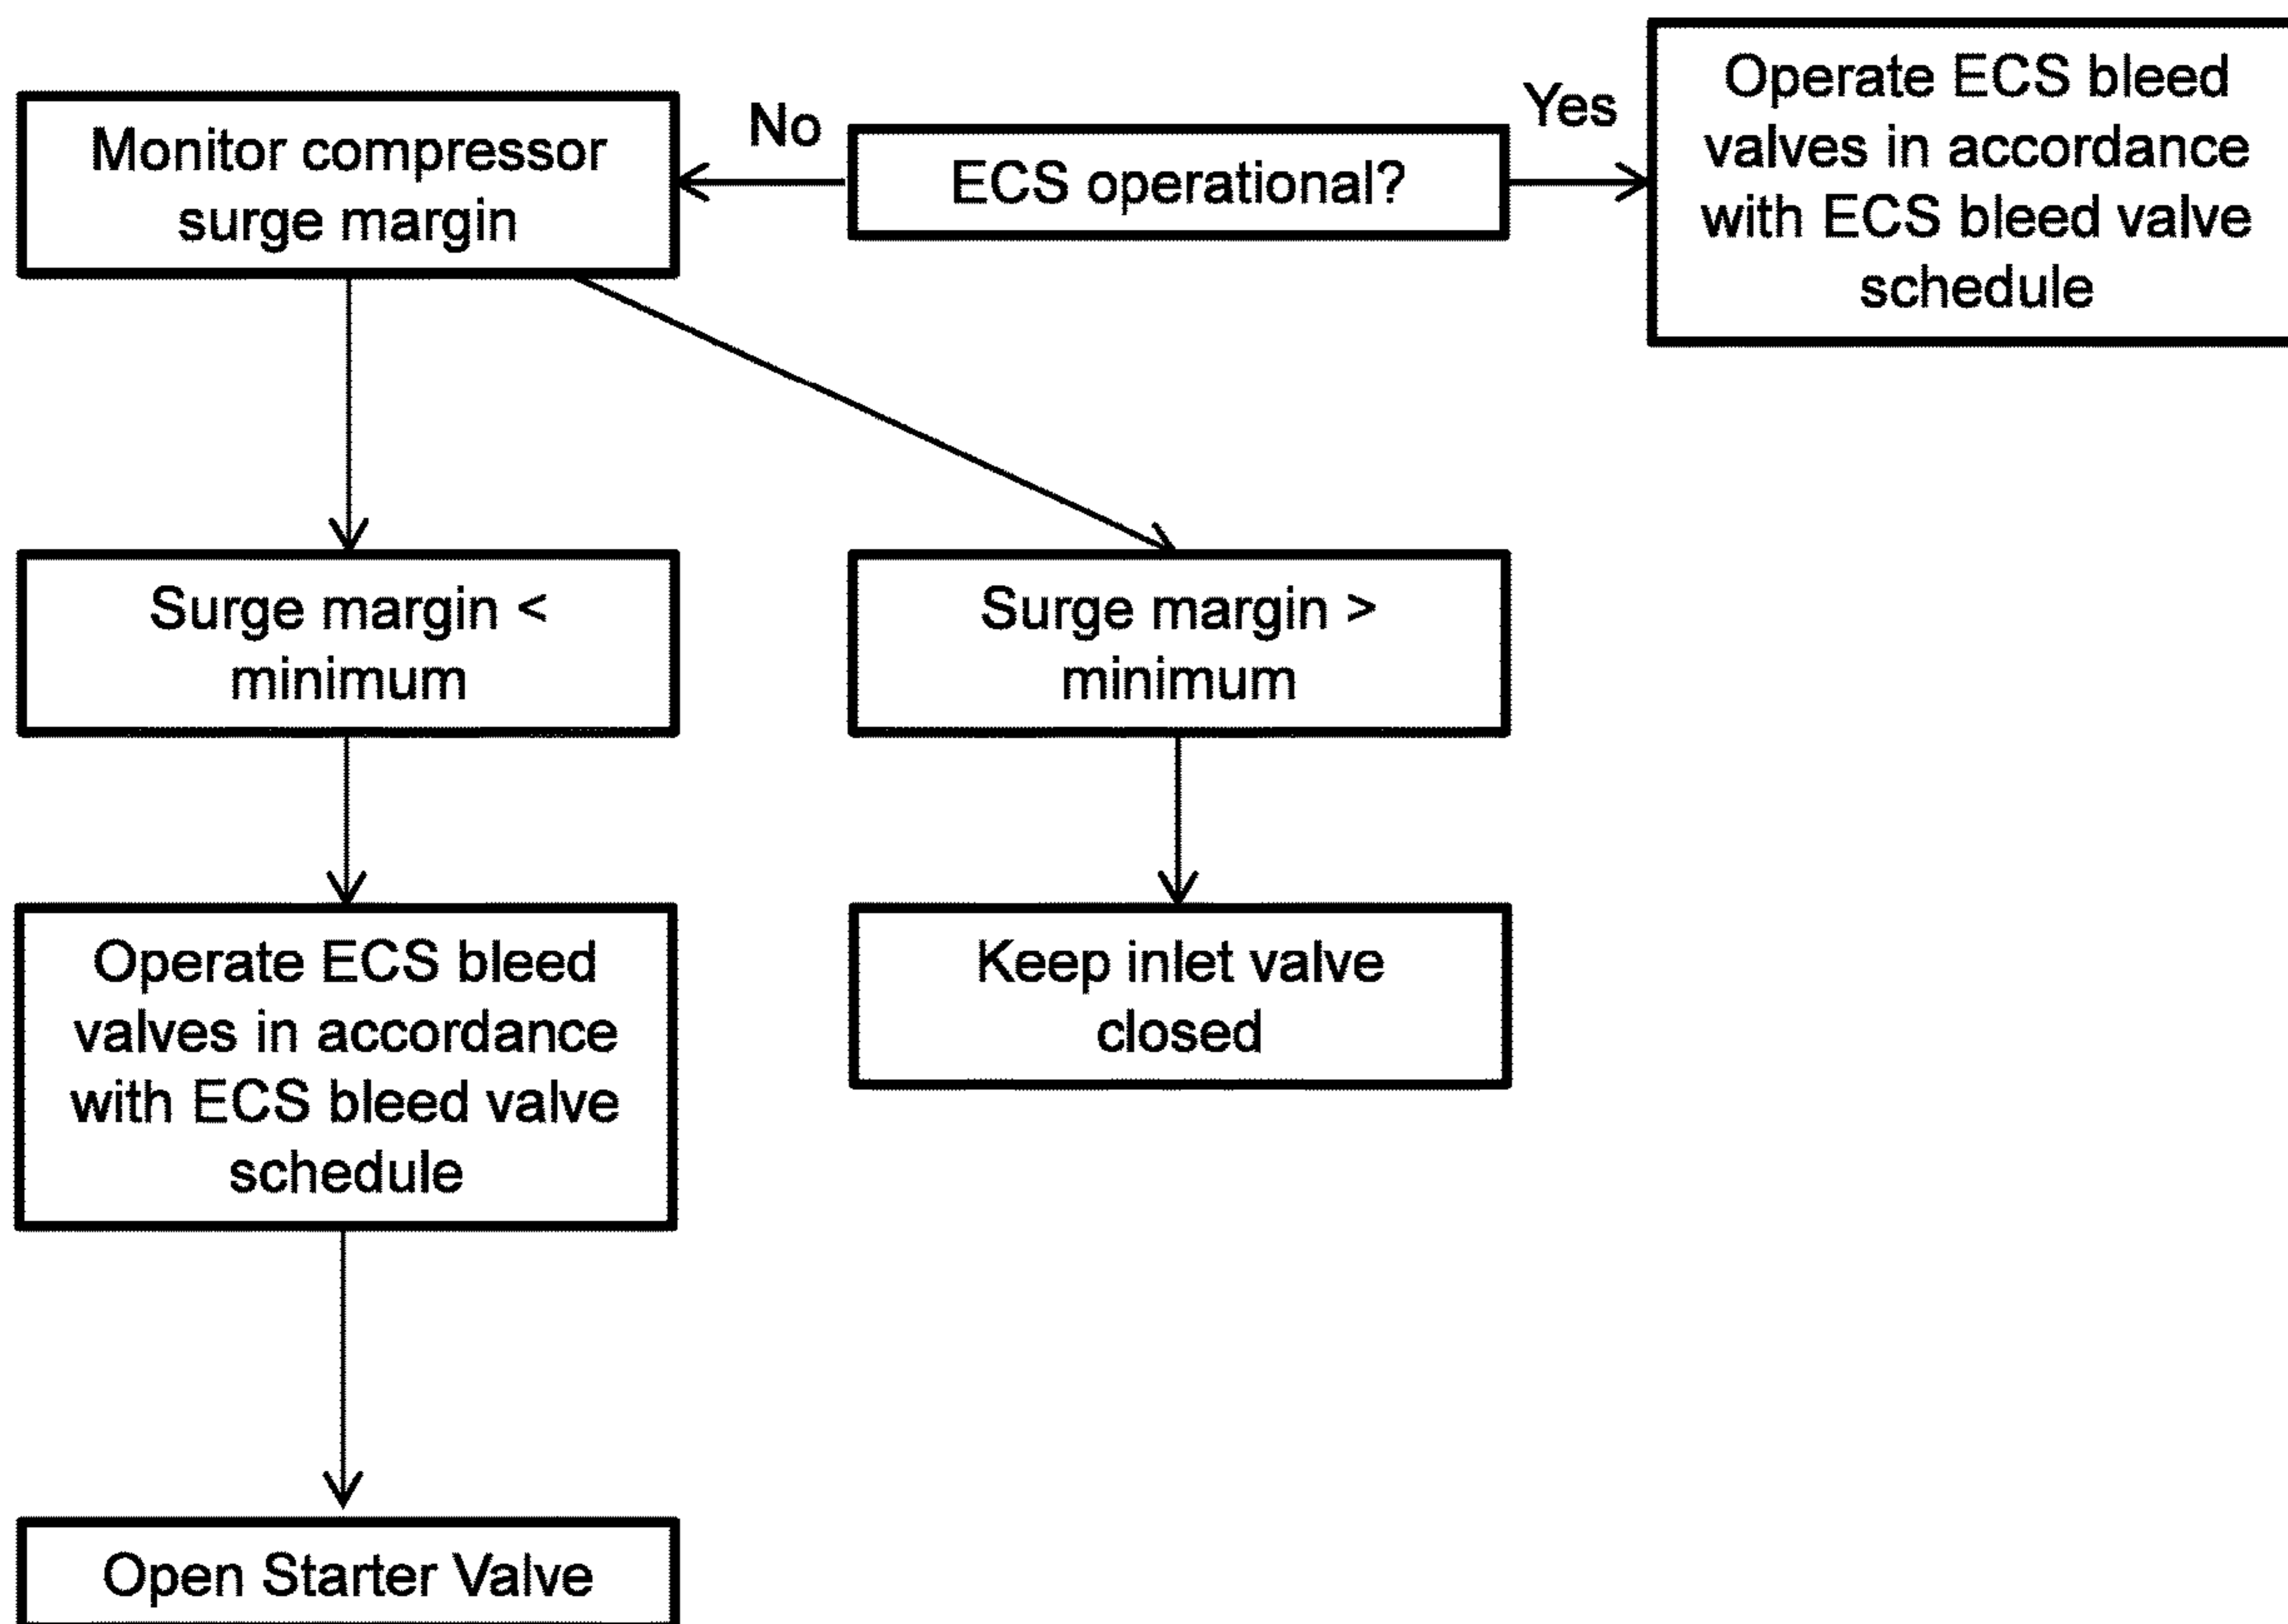 Monitor compressor
surge margin
No
ECS operational?
Yes
Operate ECS bleed
valves in accordance
with ECS bleed valve
schedule
Surge margin <
minimum
Surge margin >
minimum
Operate ECS bleed
valves in accordance
with ECS bleed valve
schedule
Keep inlet valve
closed
Open Starter Valve